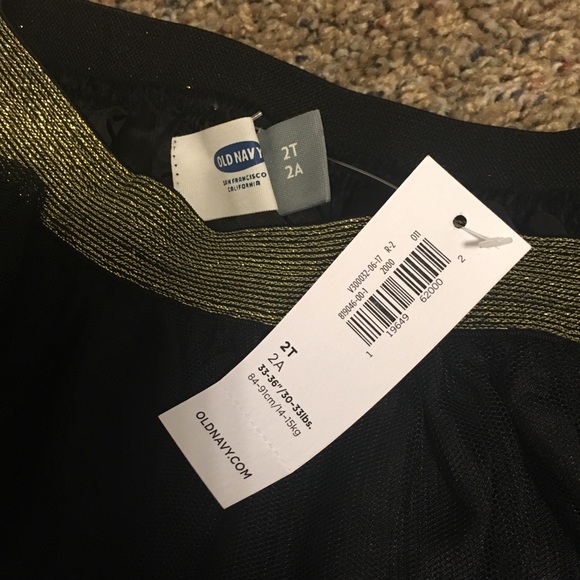 OLD NAVY
SAN FRANCISCO
CALIFORNIA
2T
2A
V300032-06-17 R-2 011
819046-00-1 2000
1 19649 62000 2
2T
2A
33-36"/30-33lbs.
84-91cm/14-15kg
OLDNAVY.COM